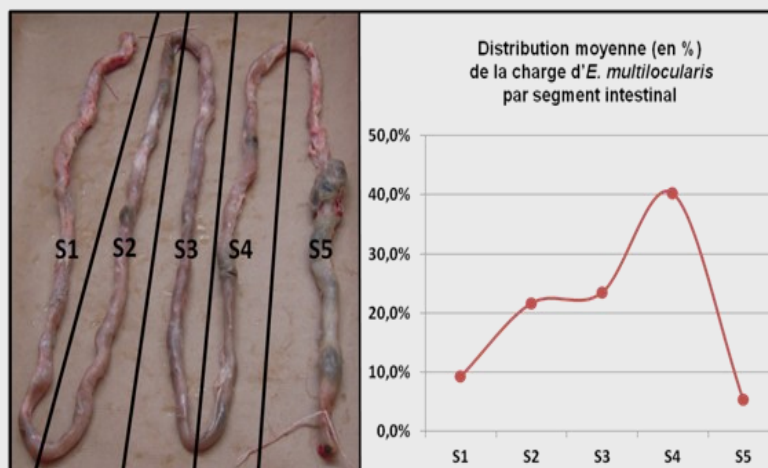 S1 S2 S3 S4 S5
Distribution moyenne (en %)
de la charge d'E. multilocularis
par segment intestinal
50,0%
40,0%
30,0%
20,0%
10,0%
0,0%
S1 S2 S3 S4 S5